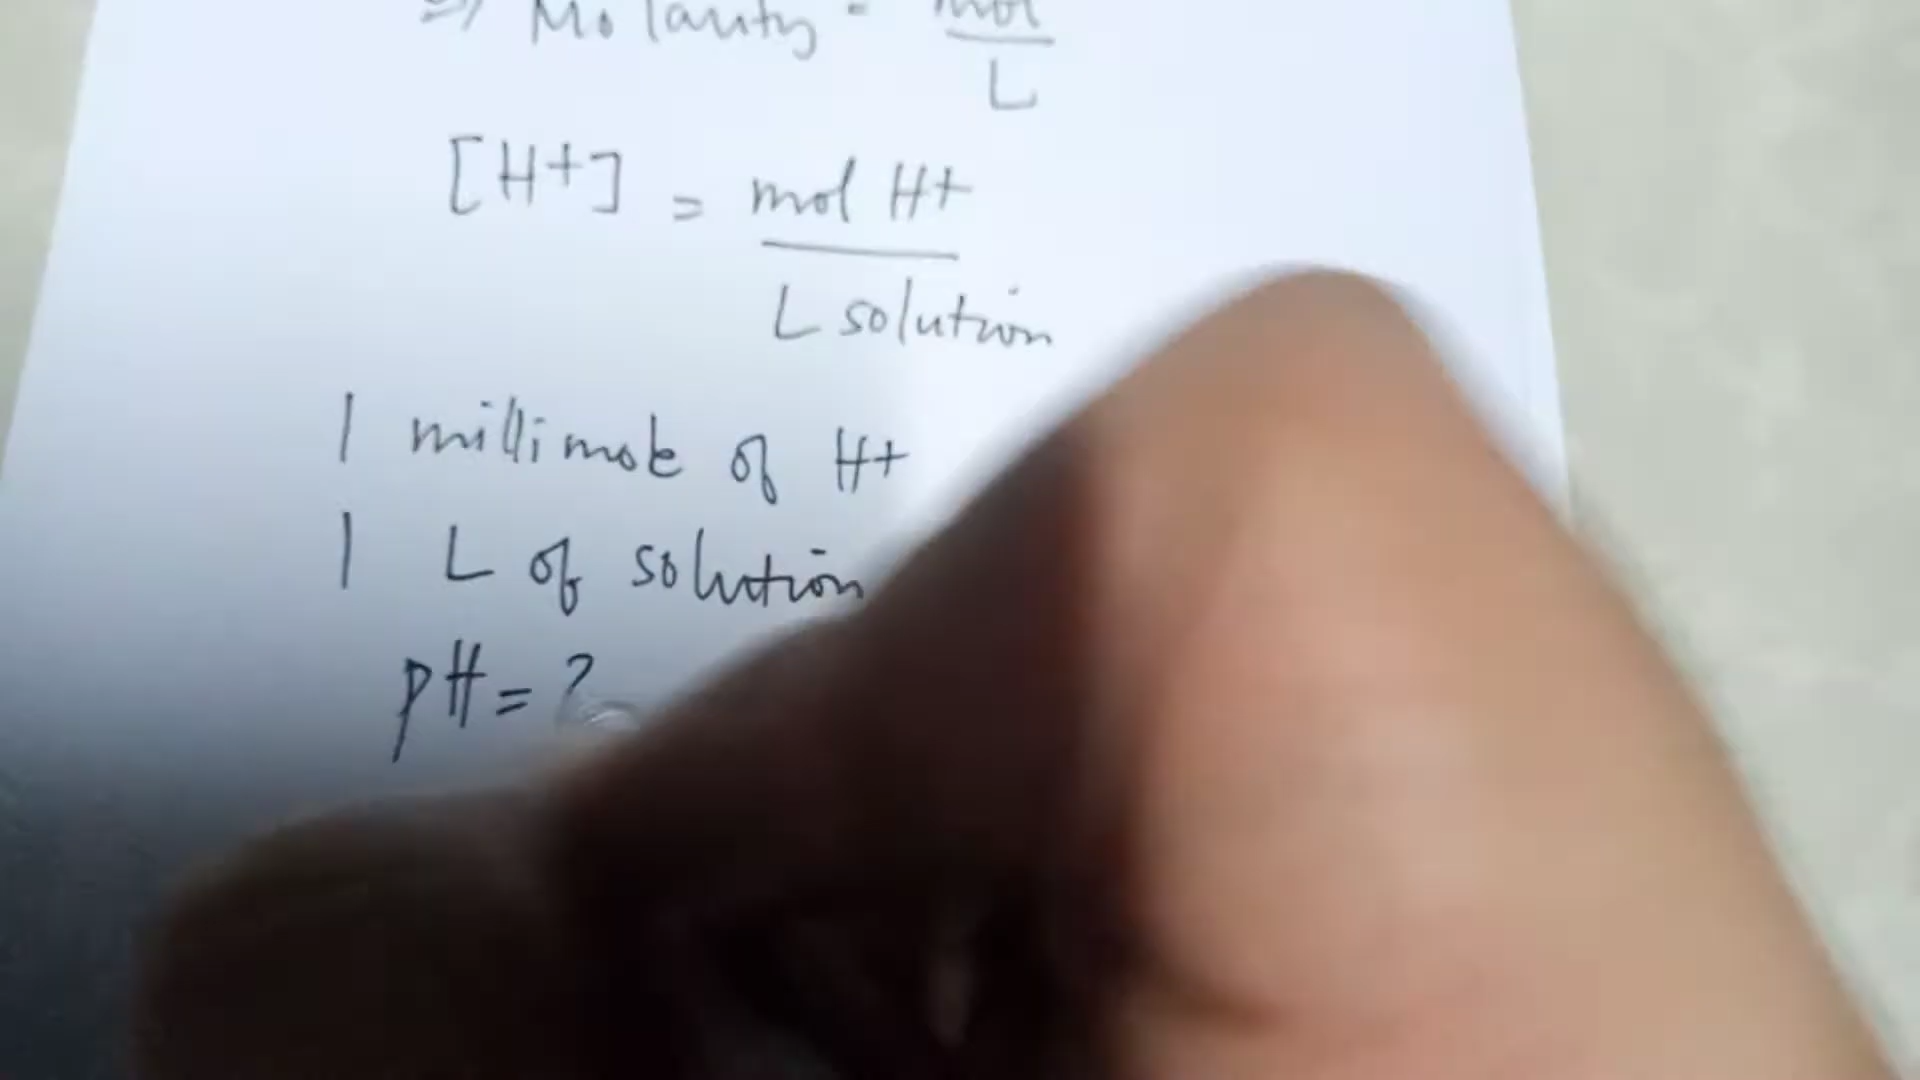 ⇒ Molarity = mol
L
[H+] = mol H+
L solution
1 millimole of H+
1 L of solution
pH = ?